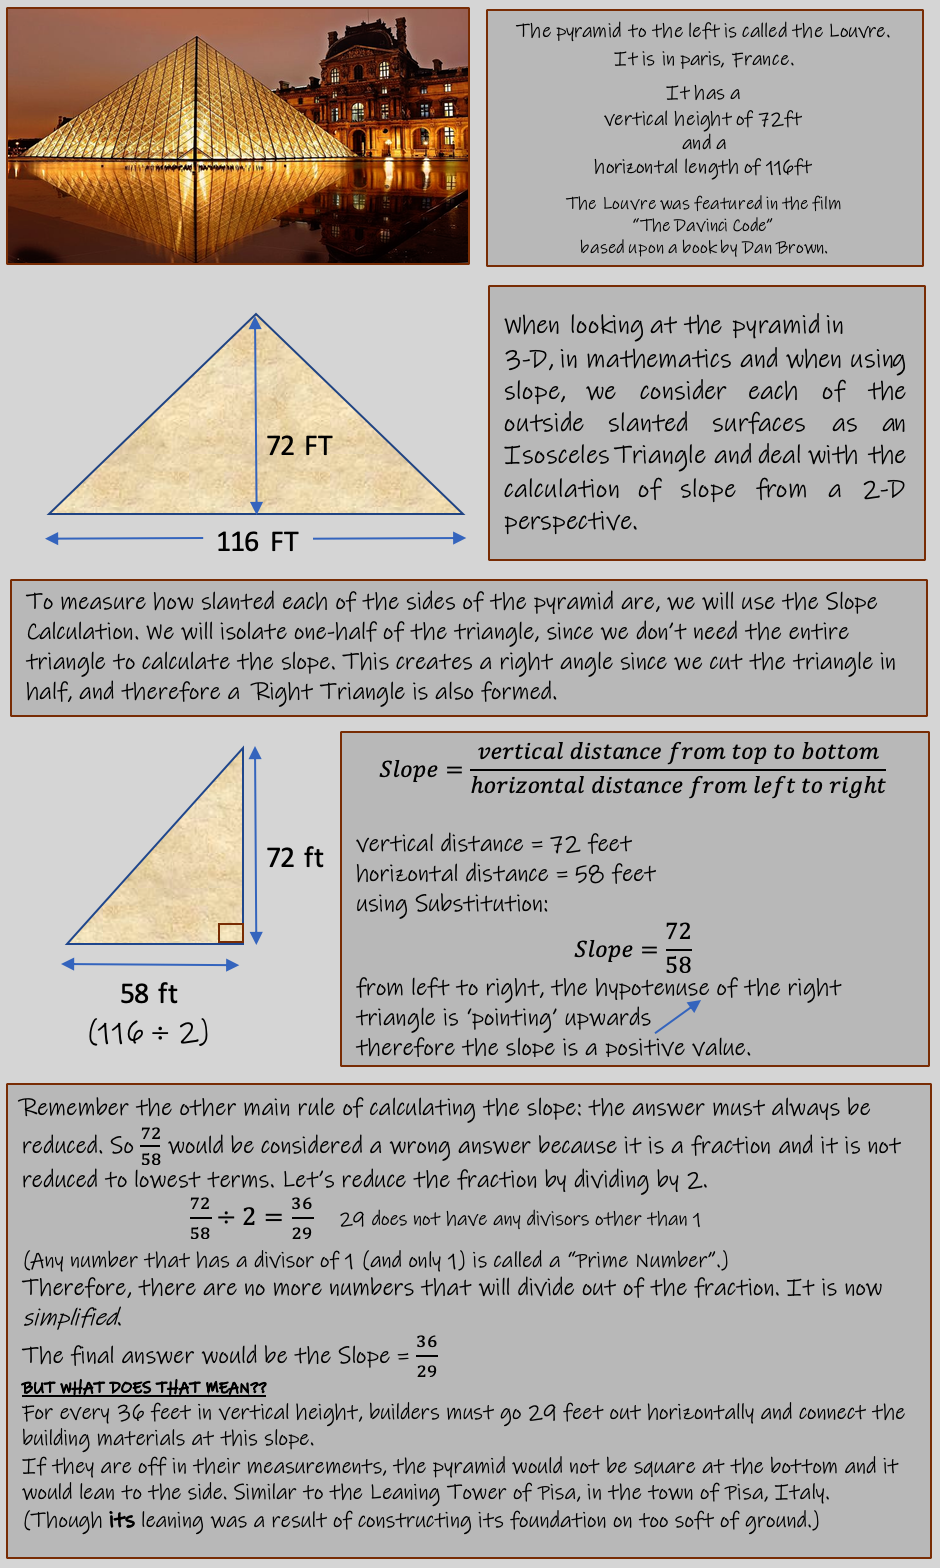 The pyramid to the left is called the Louvre.
It is in paris, France.
It has a
vertical height of 72ft
and a
horizontal length of 116ft
The Louvre was featured in the film
"The Davinci Code"
based upon a book by Dan Brown.
72 FT
116 FT
When looking at the pyramid in
3-D, in mathematics and when using
slope, we consider each of the
outside slanted surfaces as an
Isosceles Triangle and deal with the
calculation of slope from a 2-D
perspective.
To measure how slanted each of the sides of the pyramid are, we will use the Slope
Calculation. We will isolate one-half of the triangle, since we don't need the entire
triangle to calculate the slope. This creates a right angle since we cut the triangle in
half, and therefore a Right Triangle is also formed.
72 ft
58 ft
(116 ÷ 2)
Slope = vertical distance from top to bottom / horizontal distance from left to right
vertical distance = 72 feet
horizontal distance = 58 feet
using Substitution:
Slope = 72/58
from left to right, the hypotenuse of the right
triangle is 'pointing' upwards
therefore the slope is a positive value.
Remember the other main rule of calculating the slope: the answer must always be
reduced. So 72/58 would be considered a wrong answer because it is a fraction and it is not
reduced to lowest terms. Let's reduce the fraction by dividing by 2.
72/58 ÷ 2 = 36/29 29 does not have any divisors other than 1
(Any number that has a divisor of 1 (and only 1) is called a "Prime Number".)
Therefore, there are no more numbers that will divide out of the fraction. It is now
simplified.
The final answer would be the Slope = 36/29
BUT WHAT DOES THAT MEAN??
For every 36 feet in vertical height, builders must go 29 feet out horizontally and connect the
building materials at this slope.
If they are off in their measurements, the pyramid would not be square at the bottom and it
would lean to the side. Similar to the Leaning Tower of Pisa, in the town of Pisa, Italy.
(Though its leaning was a result of constructing its foundation on too soft of ground.)